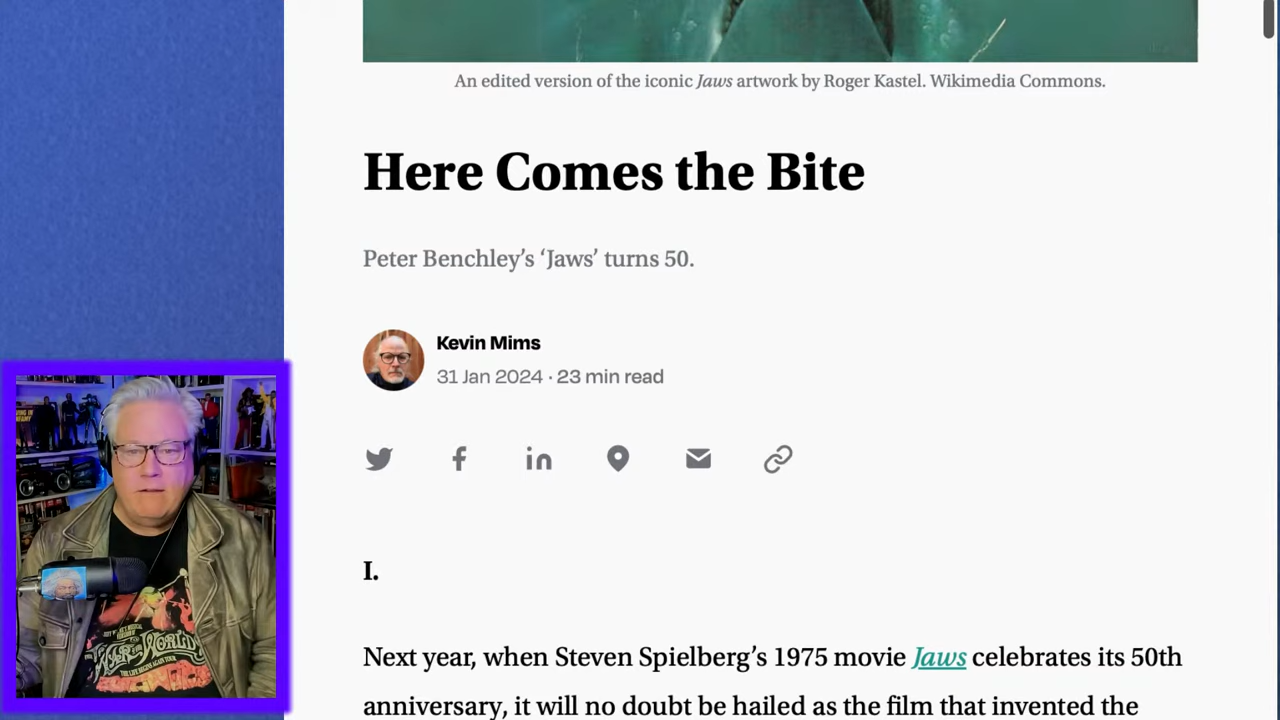 An edited version of the iconic Jaws artwork by Roger Kastel. Wikimedia Commons.
Here Comes the Bite
Peter Benchley’s ‘Jaws’ turns 50.
Kevin Mims
31 Jan 2024 · 23 min read
I.
Next year, when Steven Spielberg’s 1975 movie Jaws celebrates its 50th
anniversary, it will no doubt be hailed as the film that invented the
WORLD